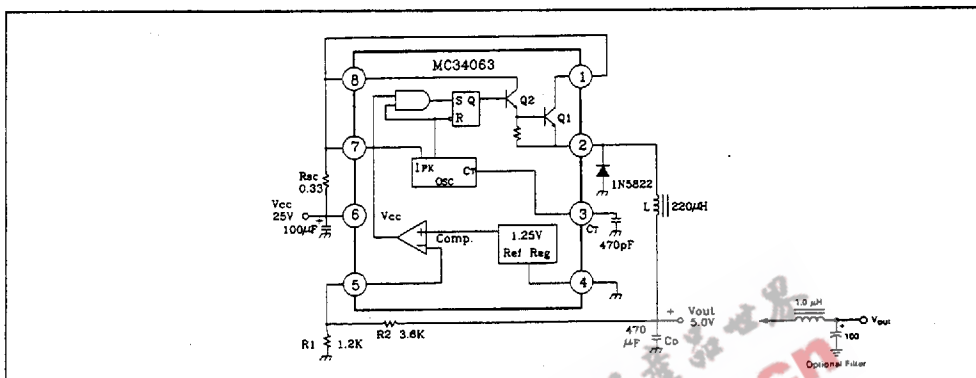 MC34063
8
1
S Q
R
Q2
Q1
7
2
Rsc
0.33
IPK
CT
OSC
1N5822
L
220μH
Vcc
25V
6
100μF
Vcc
Comp.
1.25V
Ref Reg
3
CT
470pF
5
4
R1
1.2K
R2 3.6K
470
μF
CD
+
Vout
5.0V
1.0 μH
Vout
+
100
Optional Filter